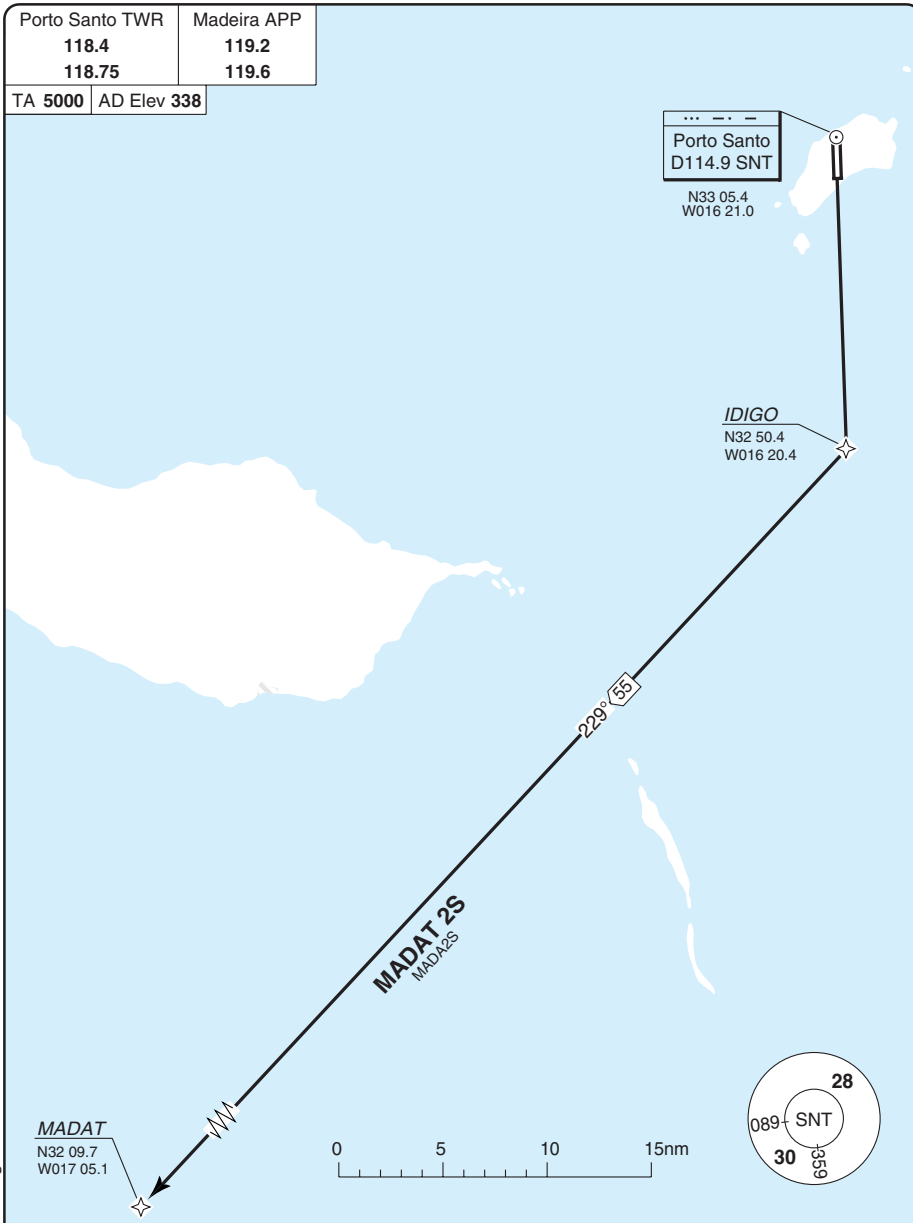 Porto Santo TWR
118.4
118.75
Madeira APP
119.2
119.6
TA 5000
AD Elev 338
Porto Santo
D114.9 SNT
N33 05.4
W016 21.0
IDIGO
N32 50.4
W016 20.4
55
229°
MADAT 2S
MADA2S
MADAT
N32 09.7
W017 05.1
0 5 10 15nm
28
089
SNT
30
359